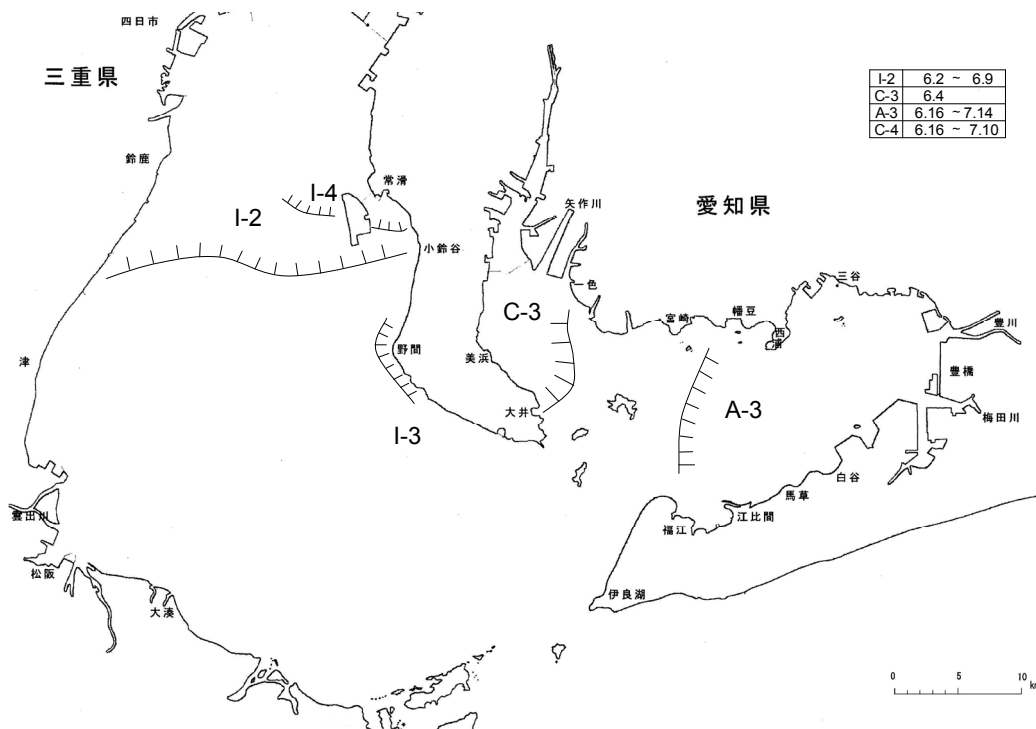 四日市
三重県
鈴鹿
常滑
I-4
I-2
小鈴谷
矢作川
愛知県
I-2 6.2 ~ 6.9
C-3 6.4
A-3 6.16 ~ 7.14
C-4 6.16 ~ 7.10
一色
C-3
宮崎
幡豆
西浦
三谷
豊川
津
野間
美浜
豊橋
大井
A-3
梅田川
I-3
白谷
馬草
雲出川
福江
江比間
松阪
伊良湖
大湊
0 5 10 km